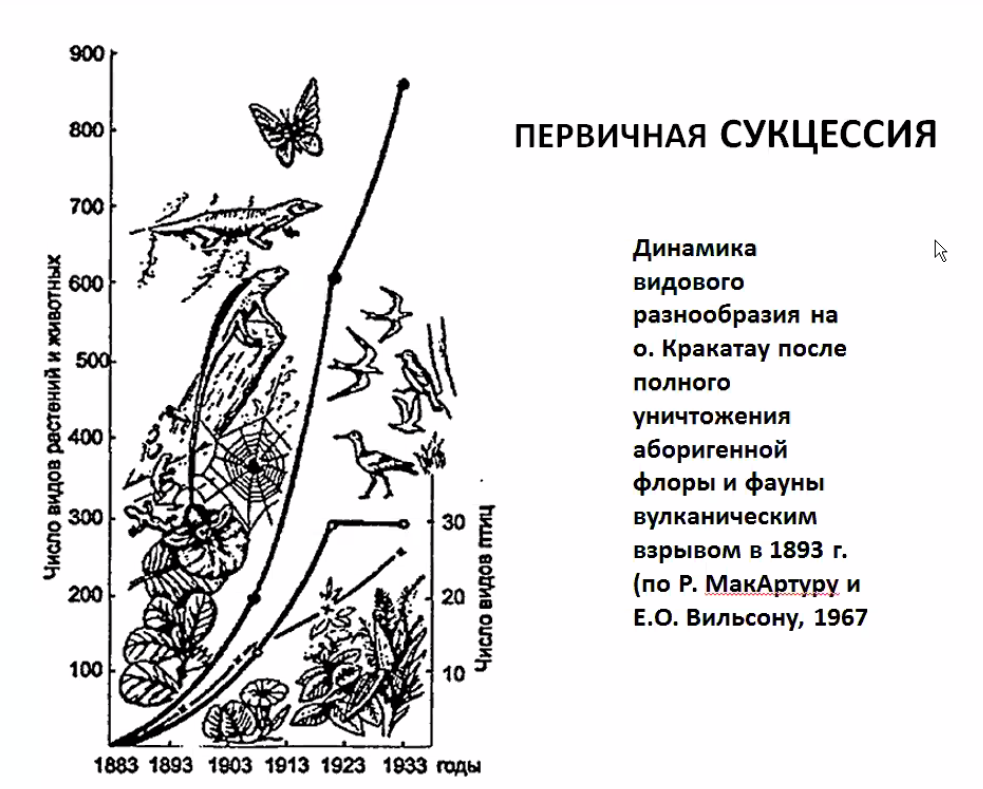 ПЕРВИЧНАЯ СУКЦЕССИЯ
Динамика
видового
разнообразия на
о. Кракатау после
полного
уничтожения
аборигенной
флоры и фауны
вулканическим
взрывом в 1893 г.
(по Р. МакАртуру и
Е.О. Вильсону, 1967
Число видов растений и животных
900
800
700
600
500
400
300
200
100
Число видов птиц
30
20
10
1883 1893 1903 1913 1923 1933 годы